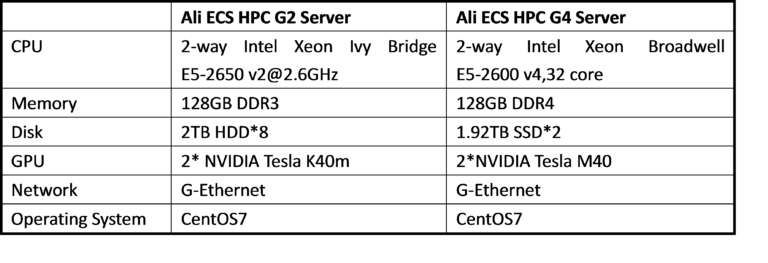 Ali ECS HPC G2 Server Ali ECS HPC G4 Server
CPU 2-way Intel Xeon Ivy Bridge 2-way Intel Xeon Broadwell
E5-2650 v2@2.6GHz E5-2600 v4,32 core
Memory 128GB DDR3 128GB DDR4
Disk 2TB HDD*8 1.92TB SSD*2
GPU 2* NVIDIA Tesla K40m 2*NVIDIA Tesla M40
Network G-Ethernet G-Ethernet
Operating System CentOS7 CentOS7